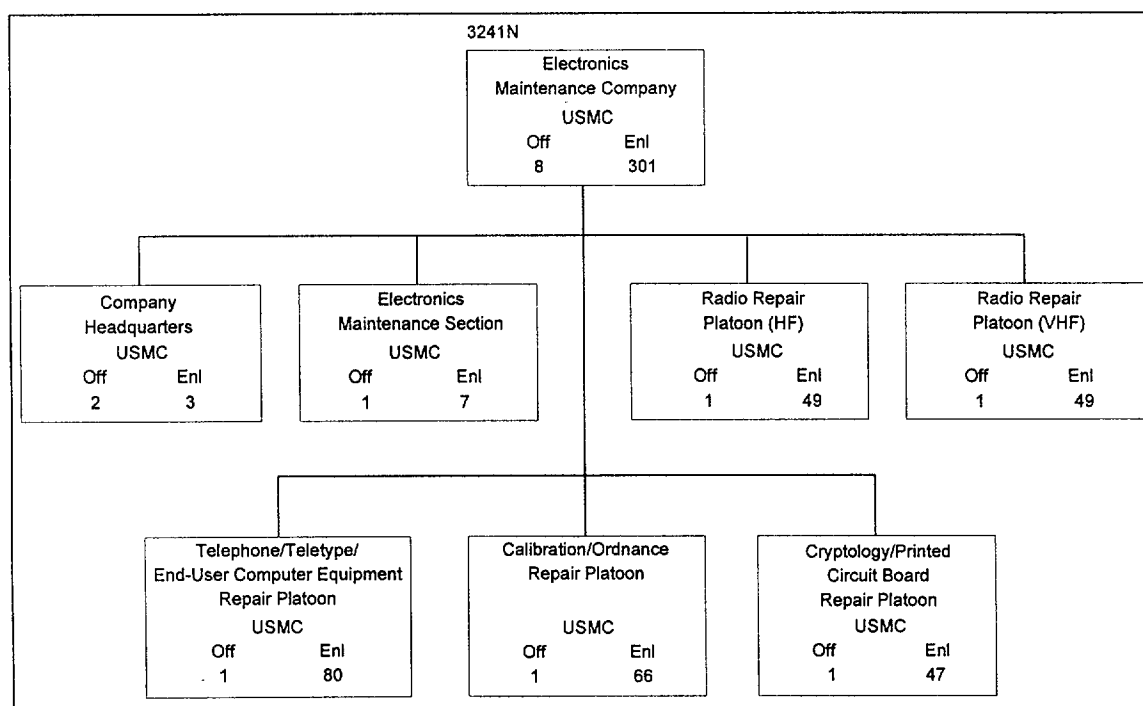 3241N
Electronics
Maintenance Company
USMC
Off Enl
8 301
Company
Headquarters
USMC
Off Enl
2 3
Electronics
Maintenance Section
USMC
Off Enl
1 7
Radio Repair
Platoon (HF)
USMC
Off Enl
1 49
Radio Repair
Platoon (VHF)
USMC
Off Enl
1 49
Telephone/Teletype/
End-User Computer Equipment
Repair Platoon
USMC
Off Enl
1 80
Calibration/Ordnance
Repair Platoon
USMC
Off Enl
1 66
Cryptology/Printed
Circuit Board
Repair Platoon
USMC
Off Enl
1 47